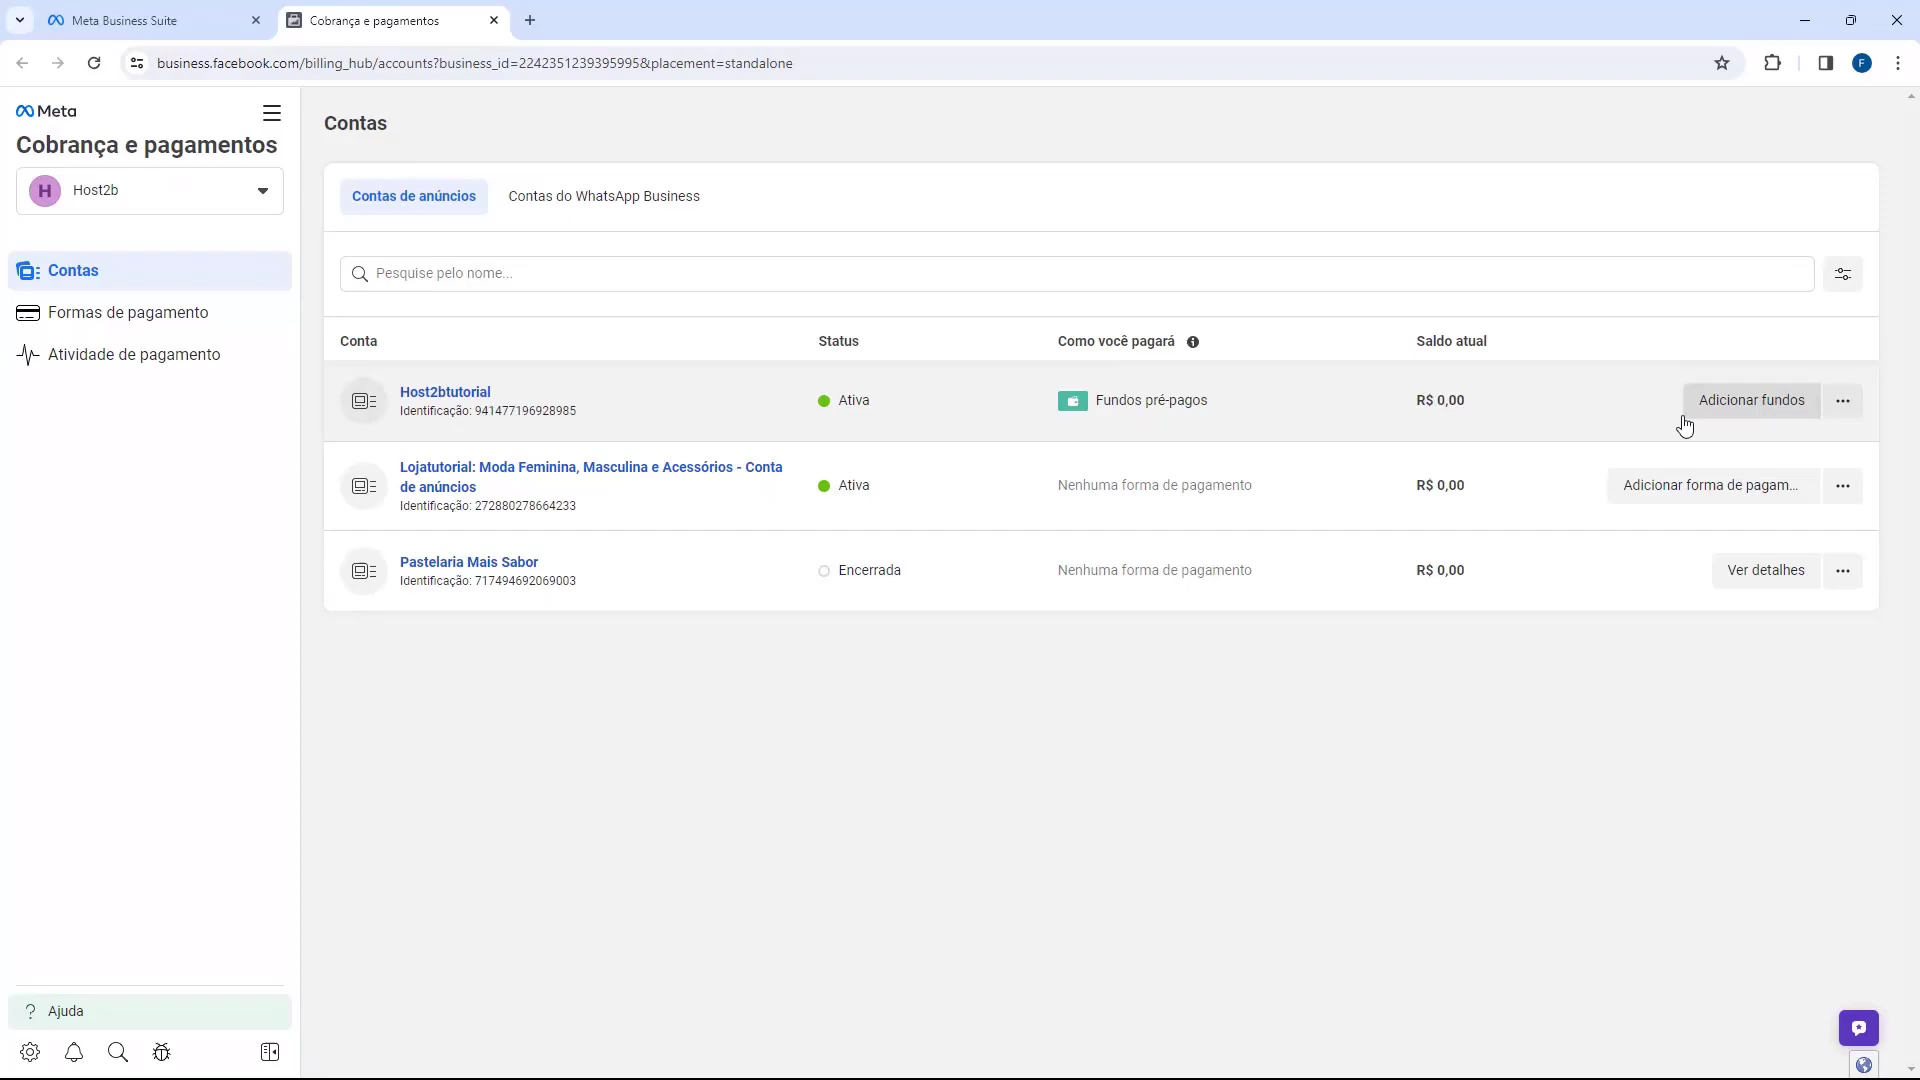 Meta Business Suite
Cobrança e pagamentos
business.facebook.com/billing_hub/accounts?business_id=2242351239395995&placement=standalone
F
Meta
Cobrança e pagamentos
H Host2b
Contas
Formas de pagamento
Atividade de pagamento
Ajuda
Contas
Contas de anúncios Contas do WhatsApp Business
Pesquise pelo nome...
Conta Status Como você pagará Saldo atual
Host2btutorial
Identificação: 941477196928985
Ativa Fundos pré-pagos R$ 0,00 Adicionar fundos
Lojatutorial: Moda Feminina, Masculina e Acessórios - Conta
de anúncios
Identificação: 272880278664233
Ativa Nenhuma forma de pagamento R$ 0,00 Adicionar forma de pagam...
Pastelaria Mais Sabor
Identificação: 717494692069003
Encerrada Nenhuma forma de pagamento R$ 0,00 Ver detalhes